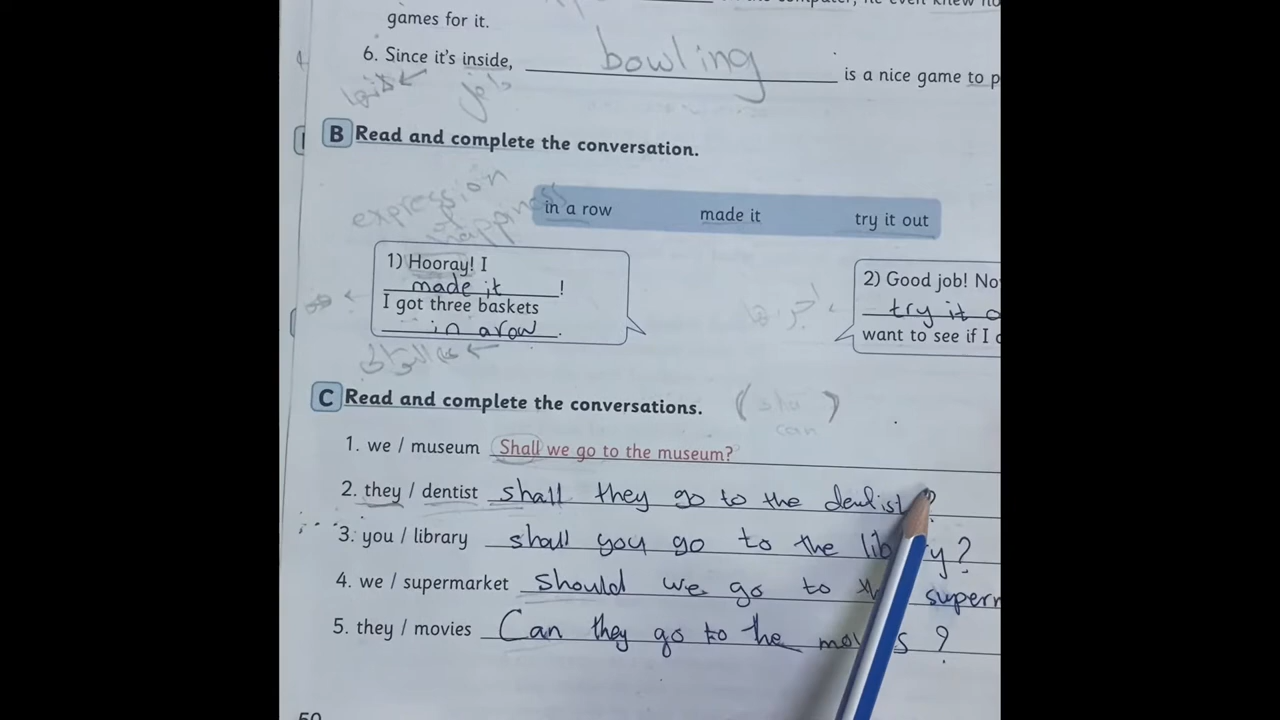 games for it.
6. Since it's inside, bowling is a nice game to p
B Read and complete the conversation.
expression
of
happiness
in a row made it try it out
1) Hooray! I
made it !
I got three baskets
in a row.
2) Good job! No
try it o
want to see if I c
C Read and complete the conversations.
can
1. we / museum Shall we go to the museum?
2. they / dentist shall they go to the dentist ?
3. you / library shall you go to the lib y?
4. we / supermarket should we go to superm
5. they / movies Can they go to the mo s ?
50